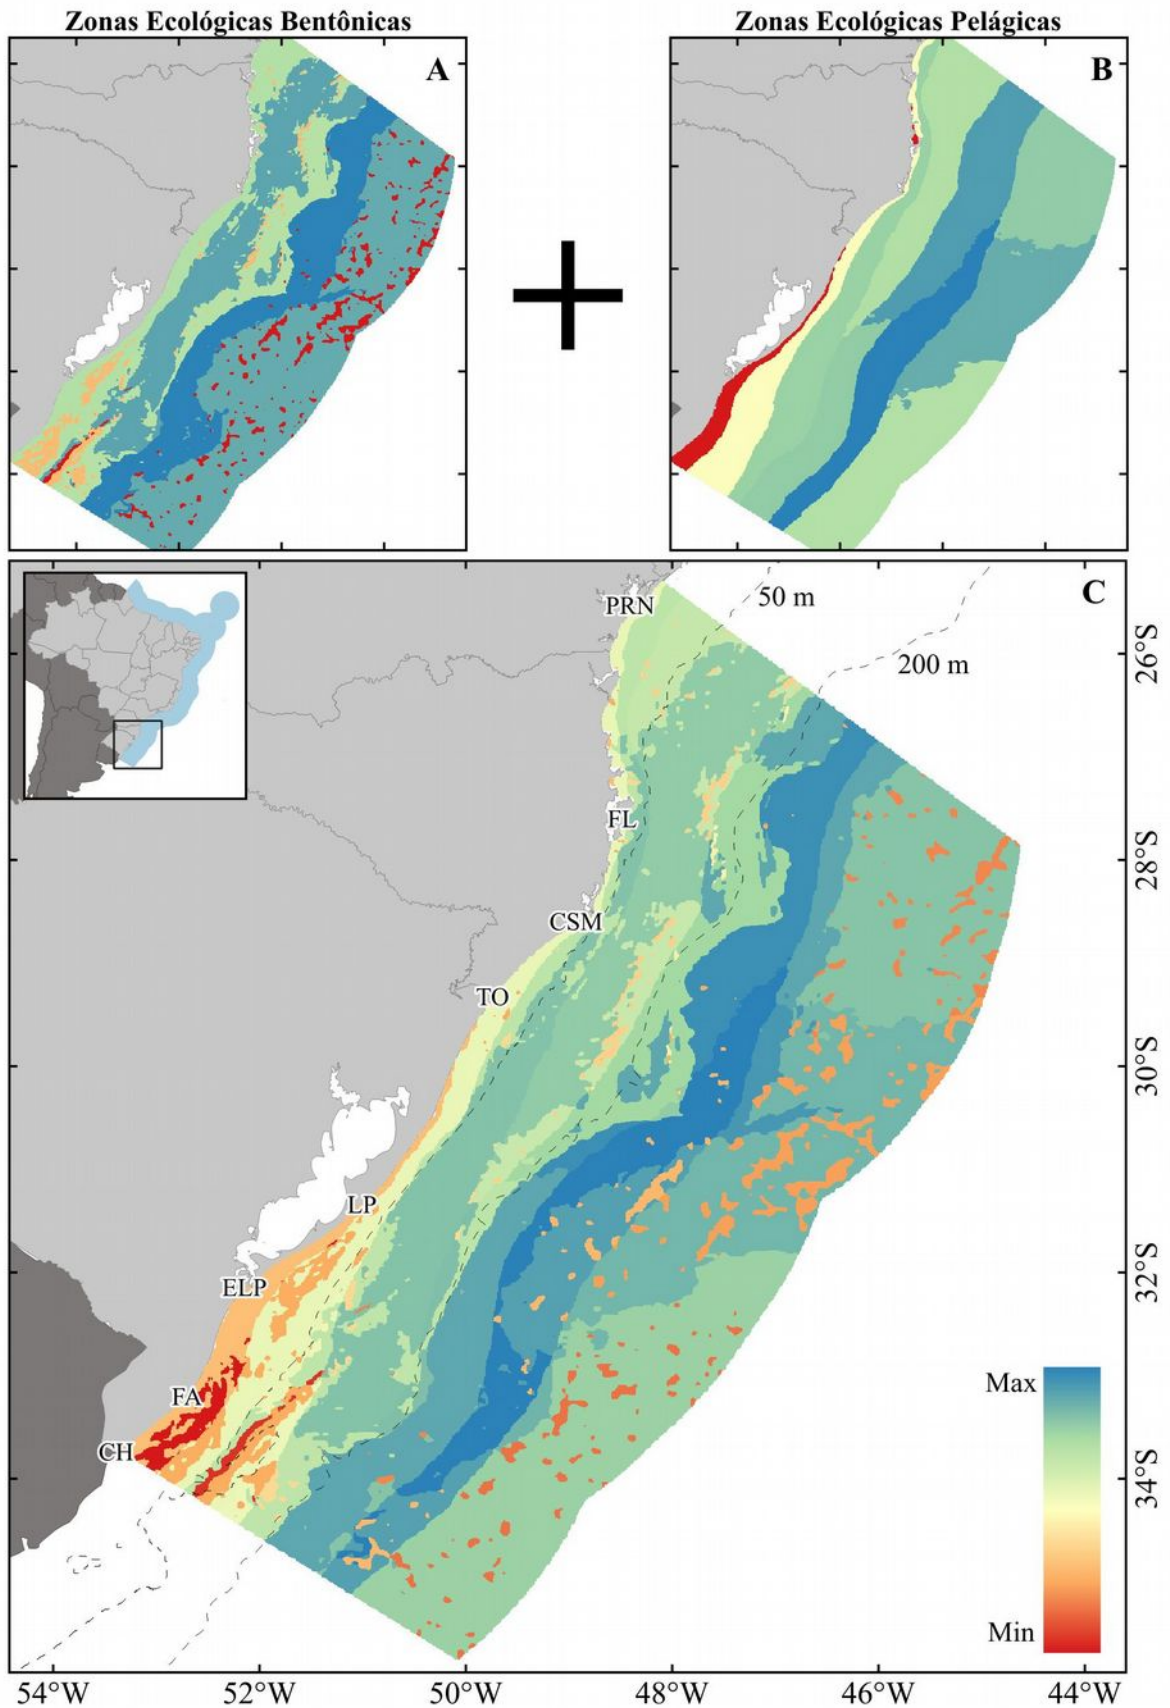 Zonas Ecológicas Bentônicas
Zonas Ecológicas Pelágicas
A
B
C
PRN
50 m
200 m
FL
CSM
TO
LP
ELP
FA
CH
26°S
28°S
30°S
32°S
34°S
Max
Min
54°W
52°W
50°W
48°W
46°W
44°W